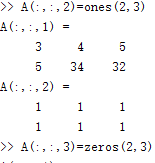 >> A(:,:,2)=ones(2,3)
A(:,:,1) =
3 4 5
5 34 32
A(:,:,2) =
1 1 1
1 1 1
>> A(:,:,3)=zeros(2,3)